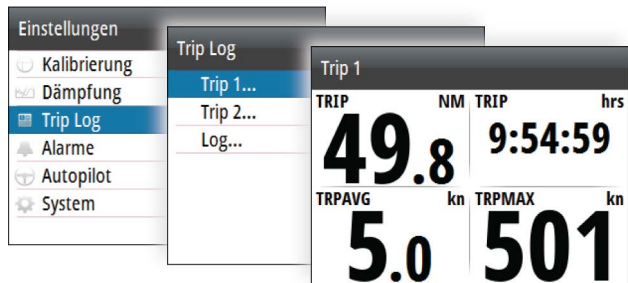 Einstellungen
Kalibrierung
Dämpfung
Trip Log
Alarme
Autopilot
System
Trip Log
Trip 1...
Trip 2...
Log...
Trip 1
TRIP NM
49.8
TRIP hrs
9:54:59
TRPAVG kn
5.0
TRPMAX kn
501